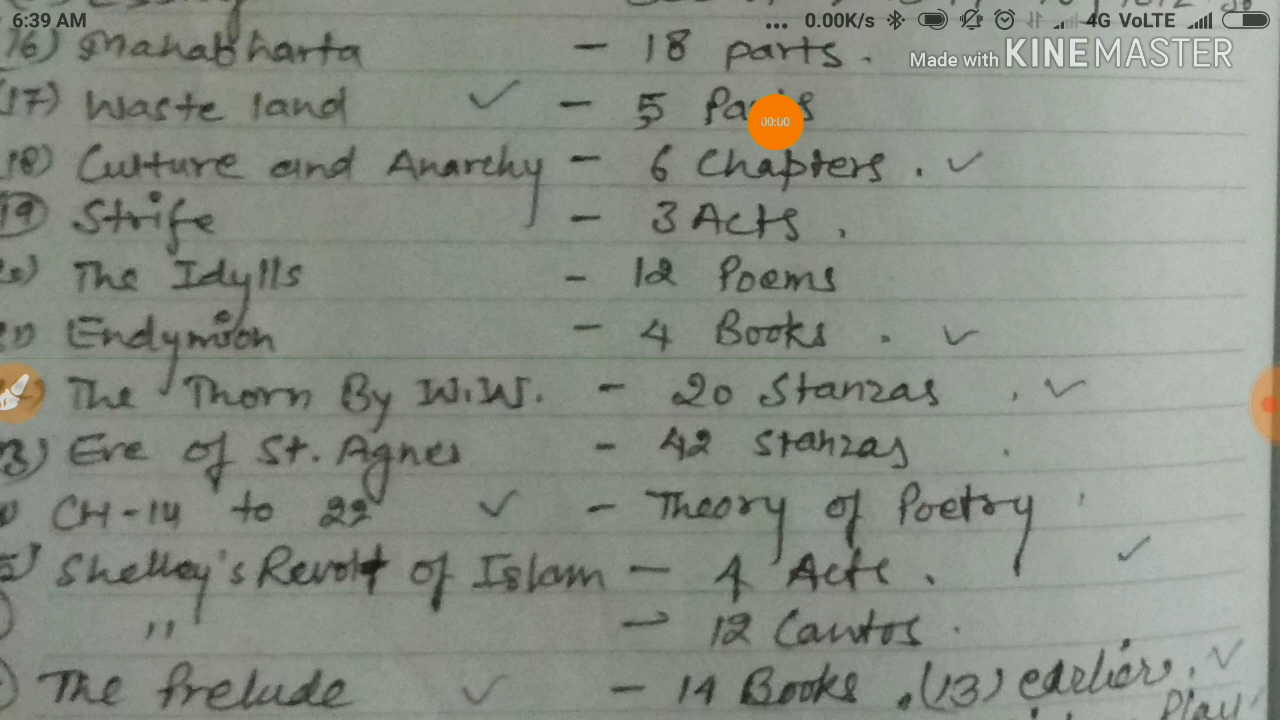 6:39 AM ... 0.00K/s 4G VoLTE
Made with KINEMASTER
16) Mahabharta - 18 parts.
(17) Waste land ✓ - 5 Parts
00:00
18) Culture and Anarchy - 6 Chapters. ✓
19) Strife - 3 Acts.
The Idylls - 12 Poems
Endymion - 4 Books. ✓
The Thorn By W.W. - 20 Stanzas. ✓
3) Eve of St. Agnes - 42 Stanzas.
CH-14 to 22 ✓ - Theory of Poetry
Shelley's Revolt of Islam - 4 Acts. ✓
" - 12 Cantos.
The Prelude ✓ - 14 Books, (13) earlier. ✓
Play